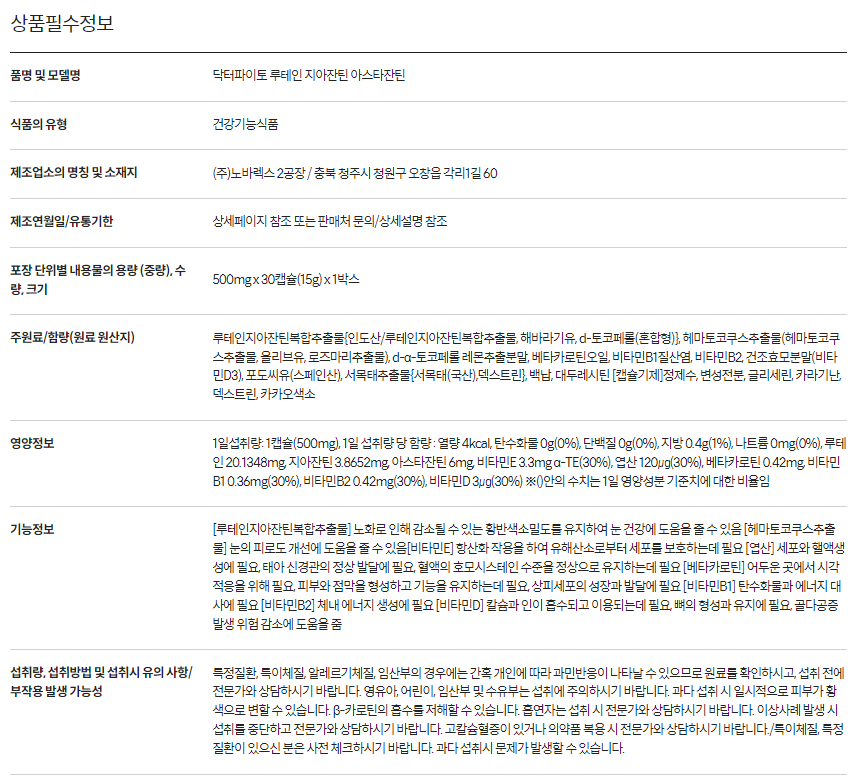 상품필수정보
품명 및 모델명
닥터파이토 루테인 지아잔틴 아스타잔틴
식품의 유형
건강기능식품
제조업소의 명칭 및 소재지
(주)노바렉스 2공장 / 충북 청주시 청원구 오창읍 각리1길 60
제조연월일/유통기한
상세페이지 참조 또는 판매처 문의/상세설명 참조
포장 단위별 내용물의 용량 (중량), 수
량, 크기
500mg x 30캡슐(15g) x 1박스
주원료/함량(원료 원산지)
루테인지아잔틴복합추출물{인도산/루테인지아잔틴복합추출물, 해바라기유, d-토코페롤(혼합형)}, 헤마토코쿠스추출물(헤마토코쿠
스추출물, 올리브유, 로즈마리추출물), d-α-토코페롤 레몬추출분말, 베타카로틴오일, 비타민B1질산염, 비타민B2, 건조효모분말(비타
민D3), 포도씨유(스페인산), 서목태추출물{서목태(국산),덱스트린}, 백납, 대두레시틴 [캡슐기제]정제수, 변성전분, 글리세린, 카라기난,
덱스트린, 카카오색소
영양정보
1일섭취량: 1캡슐(500mg), 1일 섭취량 당 함량 : 열량 4kcal, 탄수화물 0g(0%), 단백질 0g(0%), 지방 0.4g(1%), 나트륨 0mg(0%), 루테
인 20.1348mg, 지아잔틴 3.8652mg, 아스타잔틴 6mg, 비타민E 3.3mg α-TE(30%), 엽산 120㎍(30%), 베타카로틴 0.42mg, 비타민
B1 0.36mg(30%), 비타민B2 0.42mg(30%), 비타민D 3㎍(30%) ※()안의 수치는 1일 영양성분 기준치에 대한 비율임
기능정보
[루테인지아잔틴복합추출물] 노화로 인해 감소될 수 있는 황반색소밀도를 유지하여 눈 건강에 도움을 줄 수 있음 [헤마토코쿠스추출
물] 눈의 피로도 개선에 도움을 줄 수 있음[비타민E] 항산화 작용을 하여 유해산소로부터 세포를 보호하는데 필요 [엽산] 세포와 혈액생
성에 필요, 태아 신경관의 정상 발달에 필요, 혈액의 호모시스테인 수준을 정상으로 유지하는데 필요 [베타카로틴] 어두운 곳에서 시각
적응을 위해 필요, 피부와 점막을 형성하고 기능을 유지하는데 필요, 상피세포의 성장과 발달에 필요 [비타민B1] 탄수화물과 에너지 대
사에 필요 [비타민B2] 체내 에너지 생성에 필요 [비타민D] 칼슘과 인이 흡수되고 이용되는데 필요, 뼈의 형성과 유지에 필요, 골다공증
발생 위험 감소에 도움을 줌
섭취량, 섭취방법 및 섭취시 유의 사항/
부작용 발생 가능성
특정질환, 특이체질, 알레르기체질, 임산부의 경우에는 간혹 개인에 따라 과민반응이 나타날 수 있으므로 원료를 확인하시고, 섭취 전에
전문가와 상담하시기 바랍니다. 영유아, 어린이, 임산부 및 수유부는 섭취에 주의하시기 바랍니다. 과다 섭취 시 일시적으로 피부가 황
색으로 변할 수 있습니다. β-카로틴의 흡수를 저해할 수 있습니다. 흡연자는 섭취 시 전문가와 상담하시기 바랍니다. 이상사례 발생 시
섭취를 중단하고 전문가와 상담하시기 바랍니다. 고칼슘혈증이 있거나 의약품 복용 시 전문가와 상담하시기 바랍니다./특이체질, 특정
질환이 있으신 분은 사전 체크하시기 바랍니다. 과다 섭취시 문제가 발생할 수 있습니다.